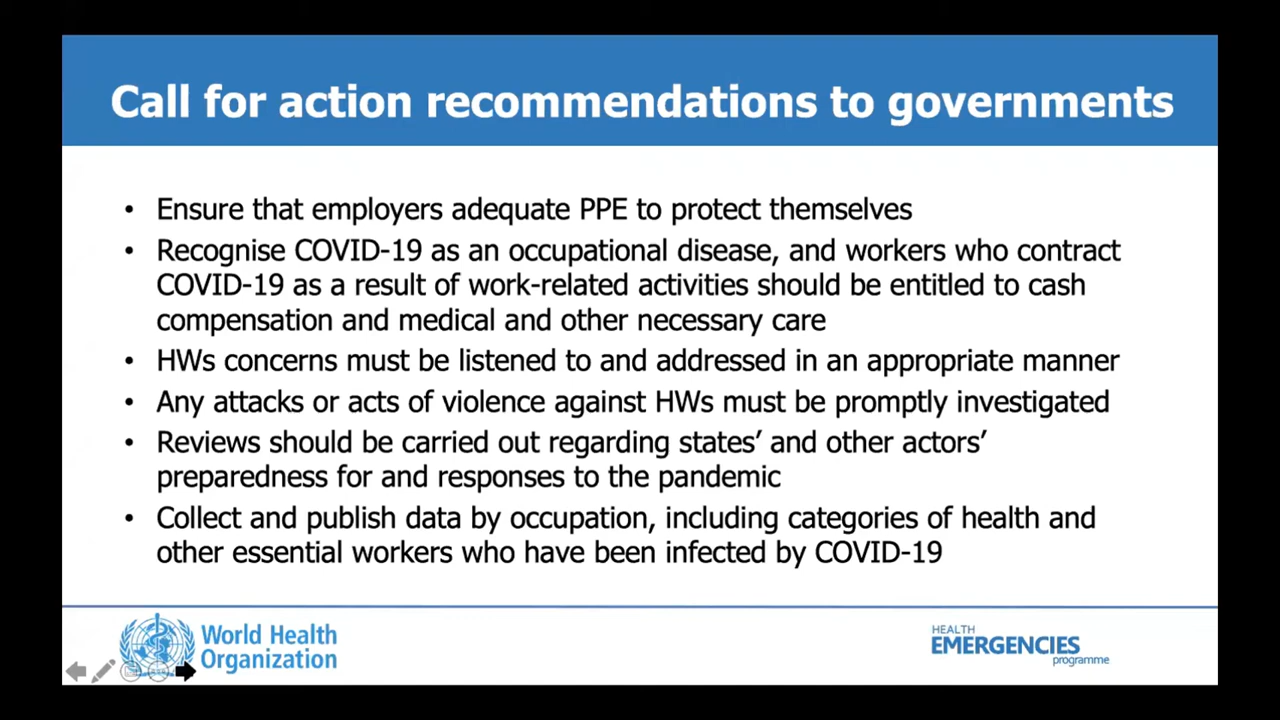 Call for action recommendations to governments
• Ensure that employers adequate PPE to protect themselves
• Recognise COVID-19 as an occupational disease, and workers who contract
COVID-19 as a result of work-related activities should be entitled to cash
compensation and medical and other necessary care
• HWs concerns must be listened to and addressed in an appropriate manner
• Any attacks or acts of violence against HWs must be promptly investigated
• Reviews should be carried out regarding states’ and other actors’
preparedness for and responses to the pandemic
• Collect and publish data by occupation, including categories of health and
other essential workers who have been infected by COVID-19
World Health
Organization
HEALTH
EMERGENCIES
programme